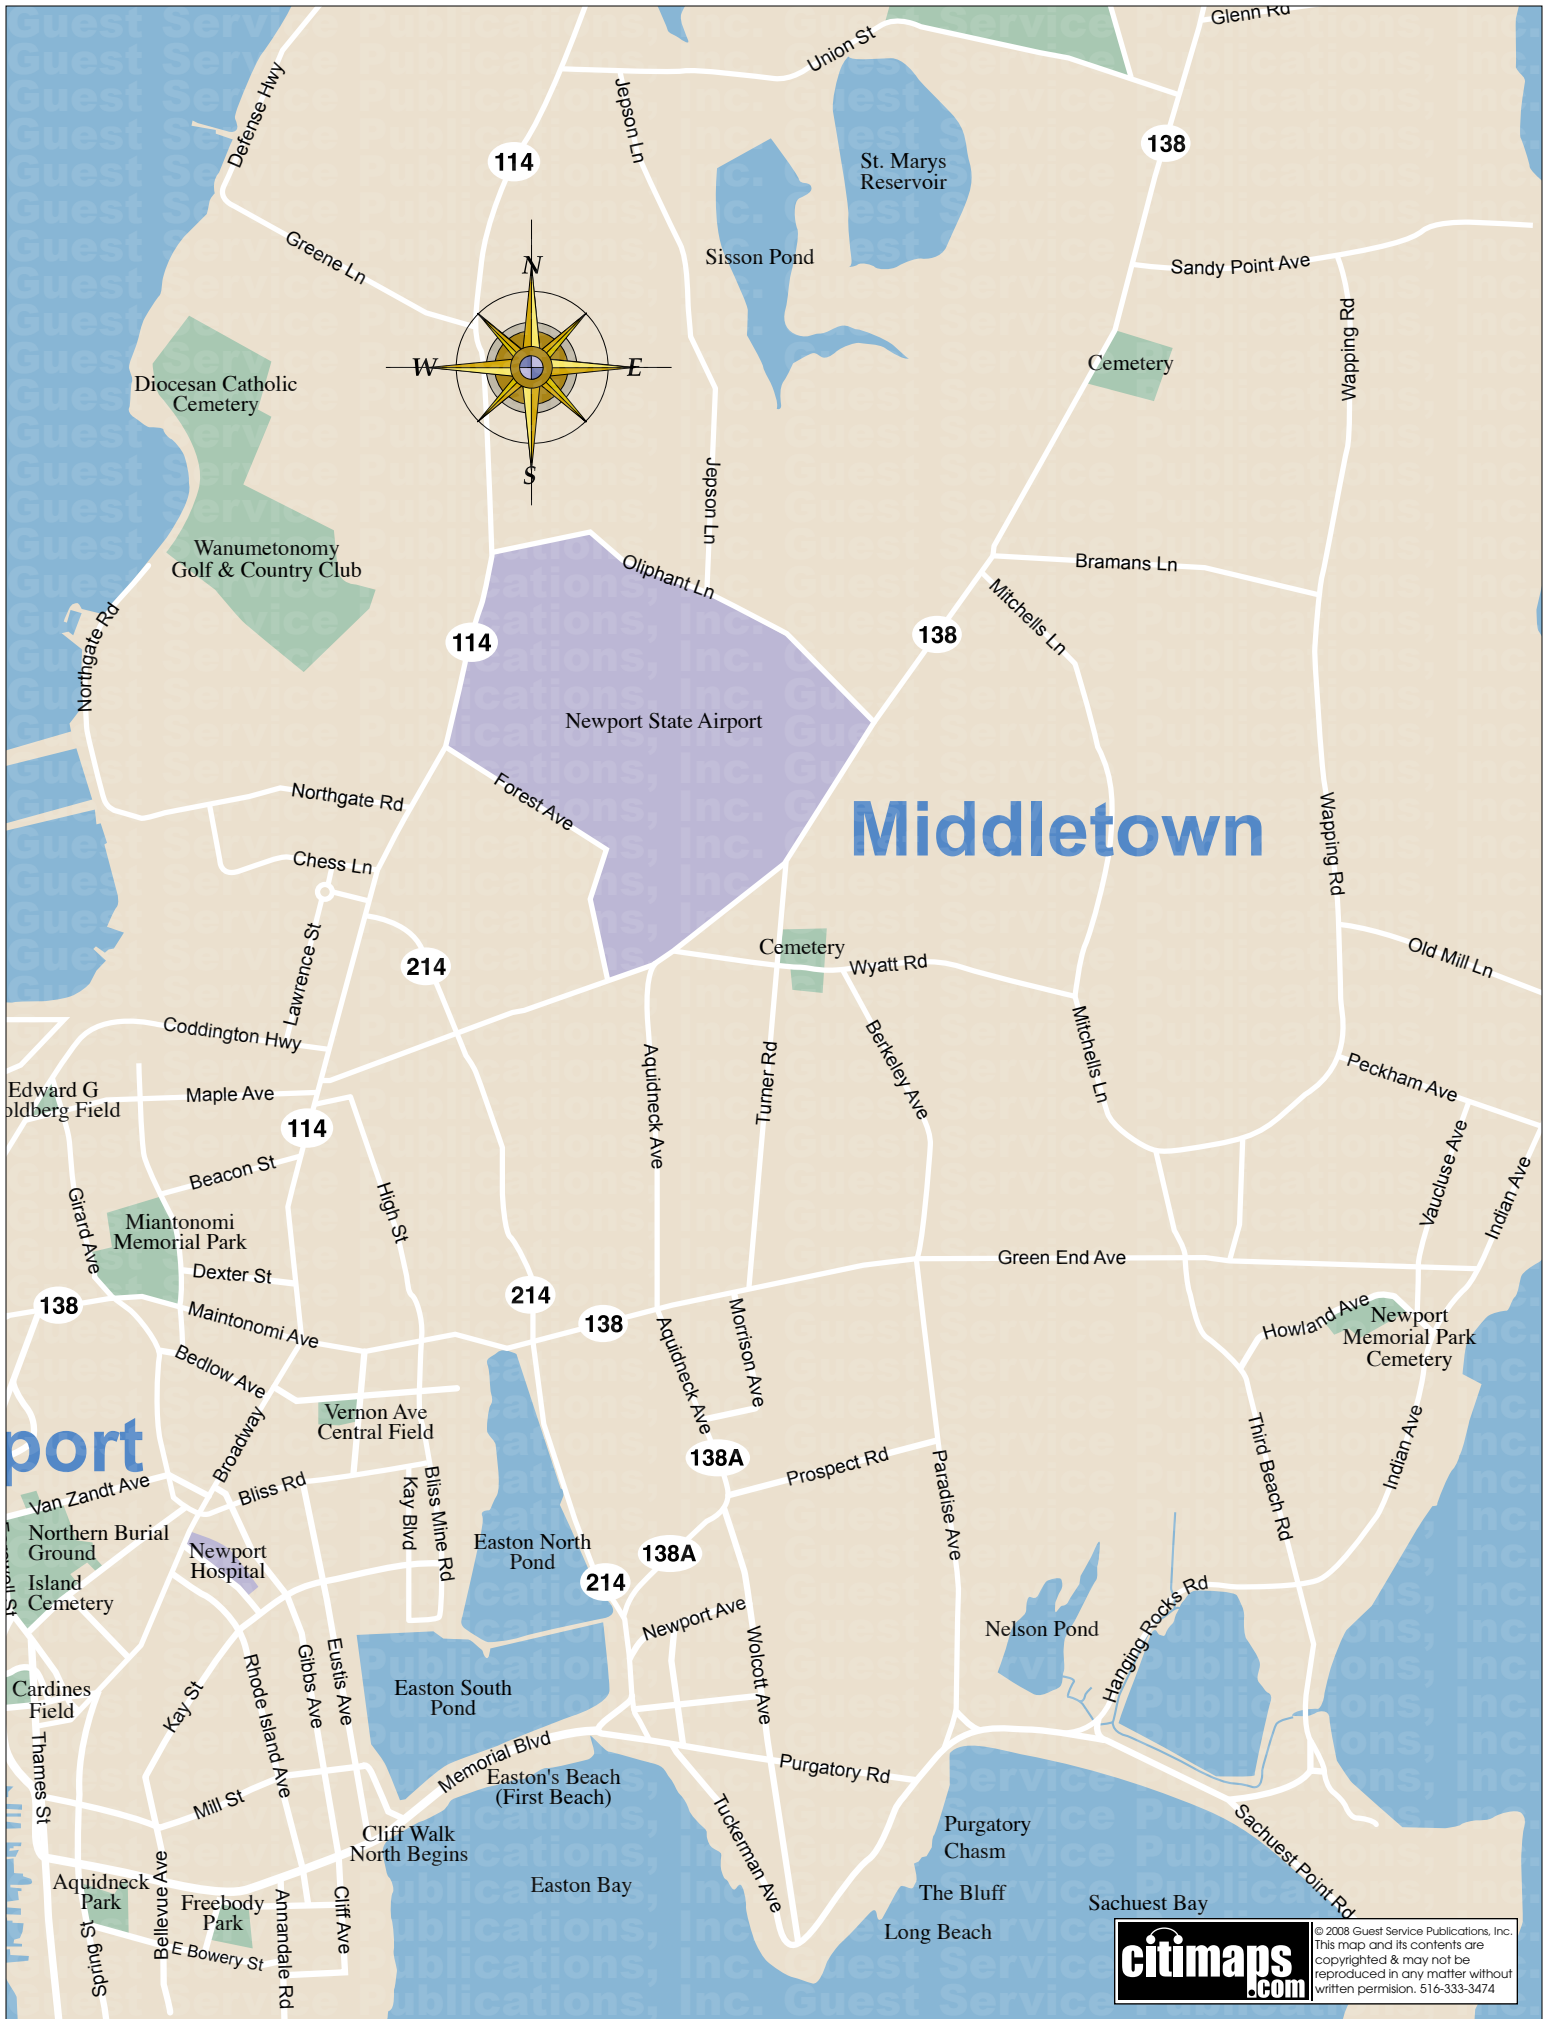 Glenn Rd
Union St
Defense Hwy
Jepson Ln
114
138
St. Marys
Reservoir
Greene Ln
Sisson Pond
Sandy Point Ave
N
W
E
S
Wapping Rd
Cemetery
Diocesan Catholic
Cemetery
Jepson Ln
Wanumetonomy
Golf & Country Club
Oliphant Ln
Bramans Ln
Mitchells Ln
Northgate Rd
114
138
Newport State Airport
Northgate Rd
Forest Ave
Middletown
Wapping Rd
Chess Ln
Lawrence St
214
Cemetery
Wyatt Rd
Old Mill Ln
Coddington Hwy
Mitchells Ln
Berkeley Ave
Aquidneck Ave
Turner Rd
Edward G
oldberg Field
Maple Ave
Peckham Ave
114
Beacon St
Vaucluse Ave
Indian Ave
Girard Ave
High St
Miantonomi
Memorial Park
Dexter St
Green End Ave
138
214
138
Maintonomi Ave
Howland Ave
Newport
Memorial Park
Cemetery
Bedlow Ave
Aquidneck Ave
Morrison Ave
Vernon Ave
Central Field
port
Broadway
138A
Prospect Rd
Third Beach Rd
Indian Ave
Van Zandt Ave
Bliss Rd
Kay Blvd
Bliss Mine Rd
Paradise Ave
Northern Burial
Ground
Newport
Hospital
Easton North
Pond
138A
214
Island
Cemetery
Newport Ave
Nelson Pond
Hanging Rocks Rd
Cardines
Field
Kay St
Rhode Island Ave
Gibbs Ave
Eustis Ave
Easton South
Pond
Wolcott Ave
Thames St
Memorial Blvd
Purgatory Rd
Mill St
Easton's Beach
(First Beach)
Tuckerman Ave
Purgatory
Chasm
Sachuest Point Rd
Cliff Walk
North Begins
Easton Bay
The Bluff
Sachuest Bay
Long Beach
Aquidneck
Park
Bellevue Ave
Freebody
Park
Annandale Rd
Cliff Ave
Spring St
E Bowery St
citimaps
.com
© 2008 Guest Service Publications, Inc.
This map and its contents are
copyrighted & may not be
reproduced in any matter without
written permision. 516-333-3474